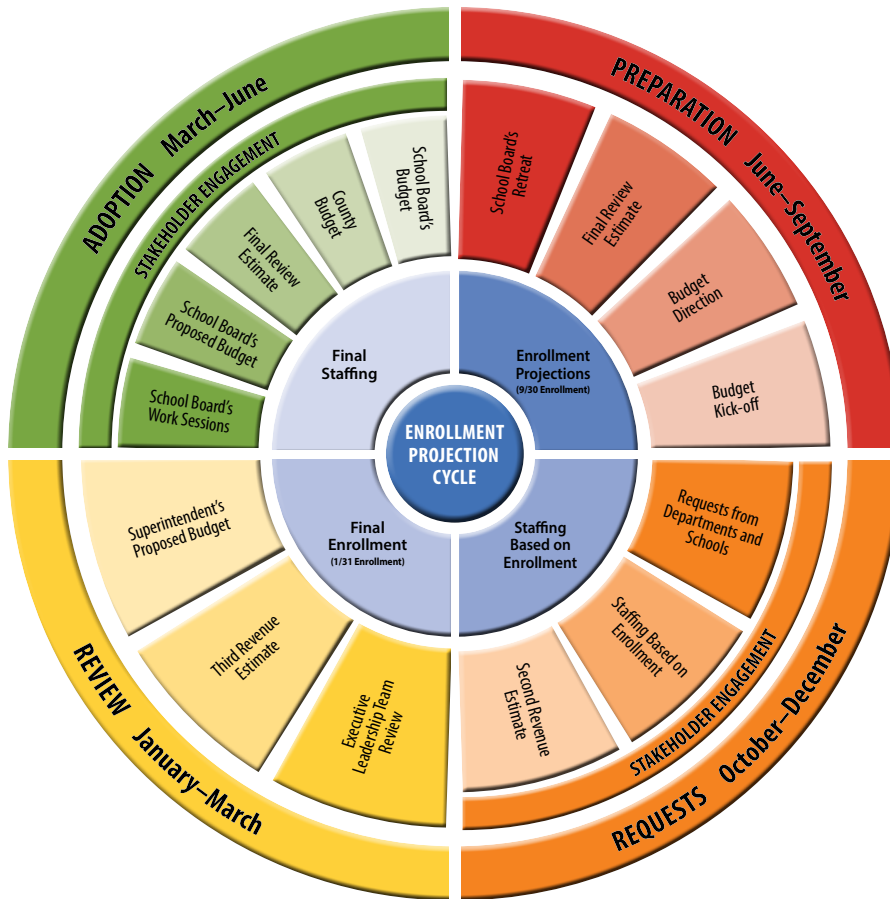 PREPARATION June–September
School Board's
Retreat
Final Review
Estimate
Budget
Direction
Budget
Kick-off
REQUESTS October–December
STAKEHOLDER ENGAGEMENT
Requests from
Departments and
Schools
Staffing Based on
Enrollment
Second Revenue
Estimate
REVIEW January–March
Executive
Leadership Team
Review
Third Revenue
Estimate
Superintendent's
Proposed Budget
ADOPTION March–June
STAKEHOLDER ENGAGEMENT
School Board's
Work Sessions
School Board's
Proposed Budget
Final Review
Estimate
County
Budget
School Board's
Budget
Enrollment
Projections
(9/30 Enrollment)
Staffing
Based on
Enrollment
Final
Enrollment
(1/31 Enrollment)
Final
Staffing
ENROLLMENT
PROJECTION
CYCLE